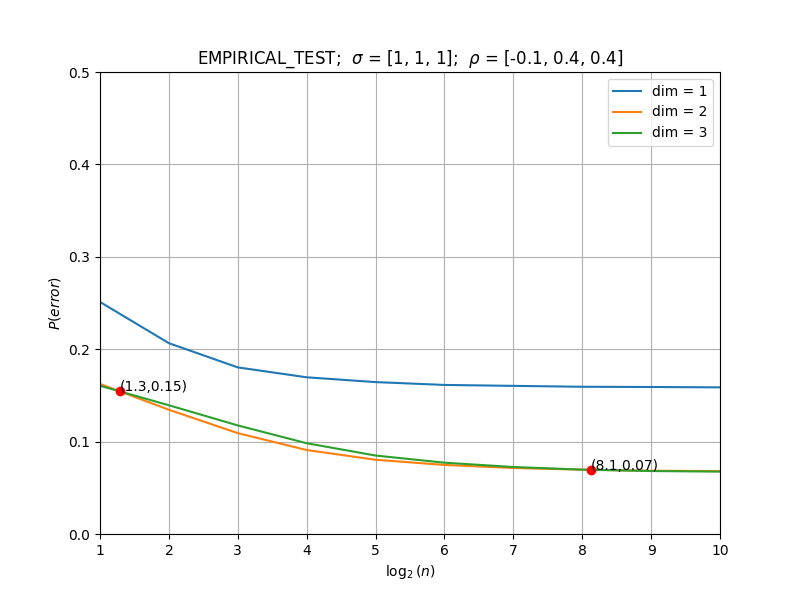 EMPIRICAL_TEST; σ = [1, 1, 1]; ρ = [-0.1, 0.4, 0.4]
0.5
0.4
0.3
0.2
0.1
0.0
P(error)
dim = 1
dim = 2
dim = 3
(1.3,0.15)
(8.1,0.07)
1 2 3 4 5 6 7 8 9 10
log₂(n)